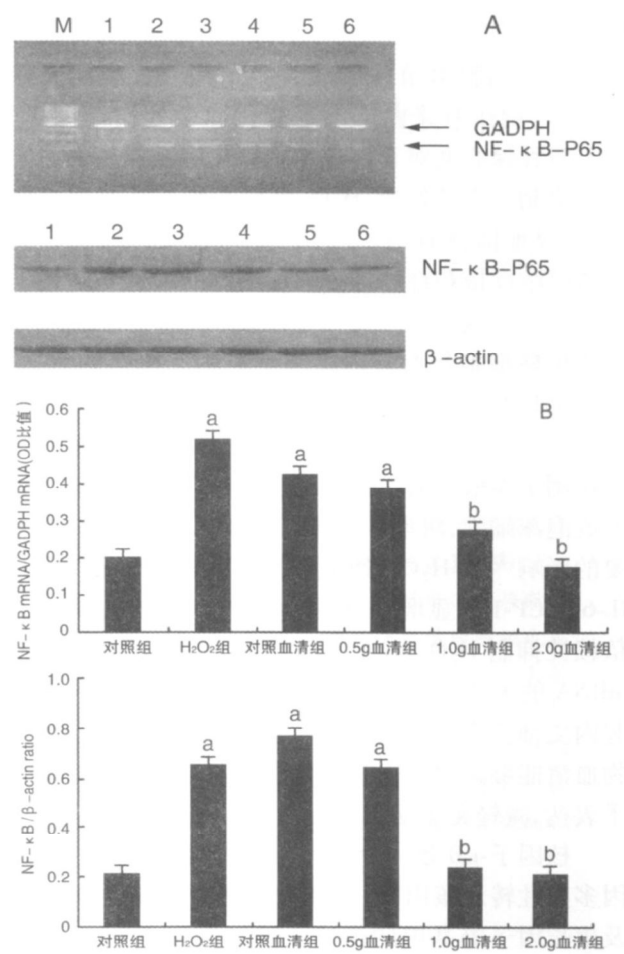 M 1 2 3 4 5 6 A
GADPH
NF-κB-P65
1 2 3 4 5 6
NF-κB-P65
β-actin
B
NF-κB mRNA/GADPH mRNA(OD比值)
0.6
0.5
0.4
0.3
0.2
0.1
0
a
a
a
b
b
对照组 H₂O₂组 对照血清组 0.5g血清组 1.0g血清组 2.0g血清组
NF-κB/β-actin ratio
1.0
0.8
0.6
0.4
0.2
0
a
a
a
b
b
对照组 H₂O₂组 对照血清组 0.5g血清组 1.0g血清组 2.0g血清组